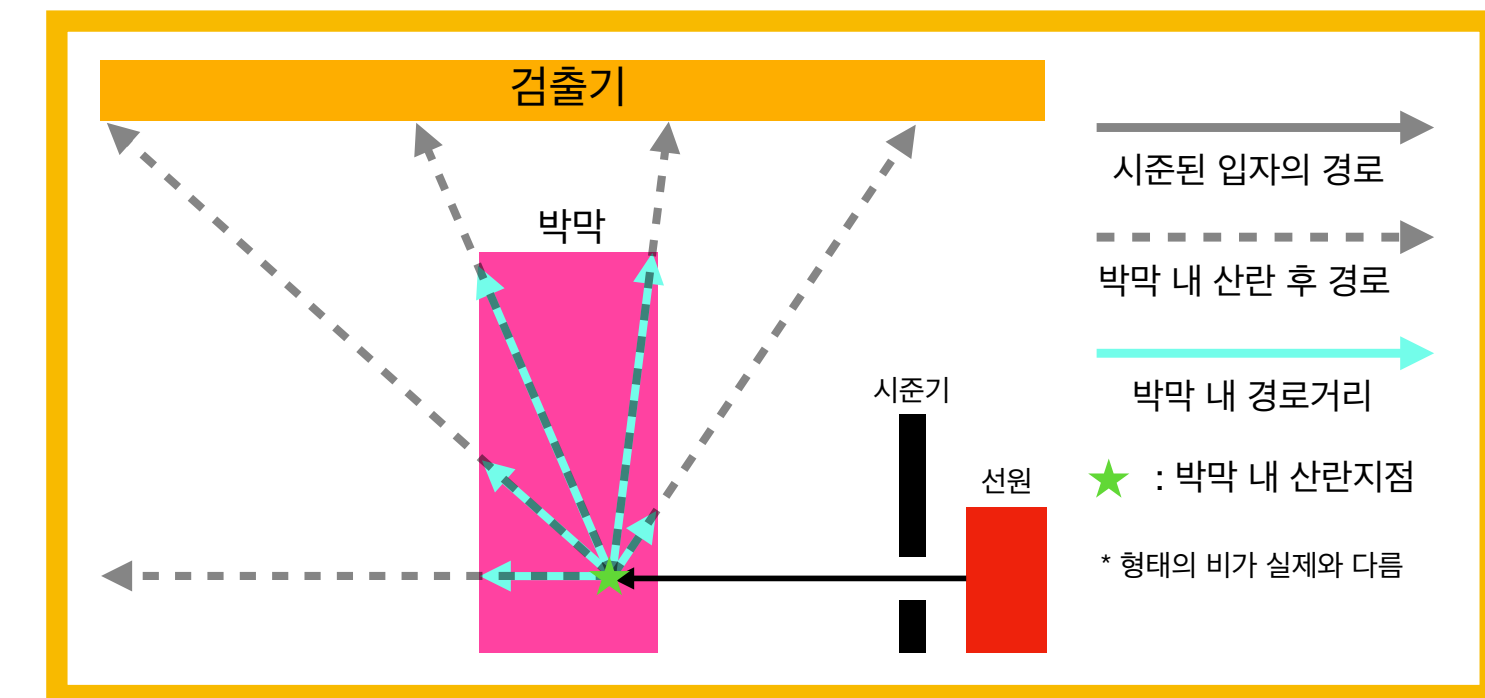 검출기
박막
시준기
선원
시준된 입자의 경로
박막 내 산란 후 경로
박막 내 경로거리
: 박막 내 산란지점
* 형태의 비가 실제와 다름